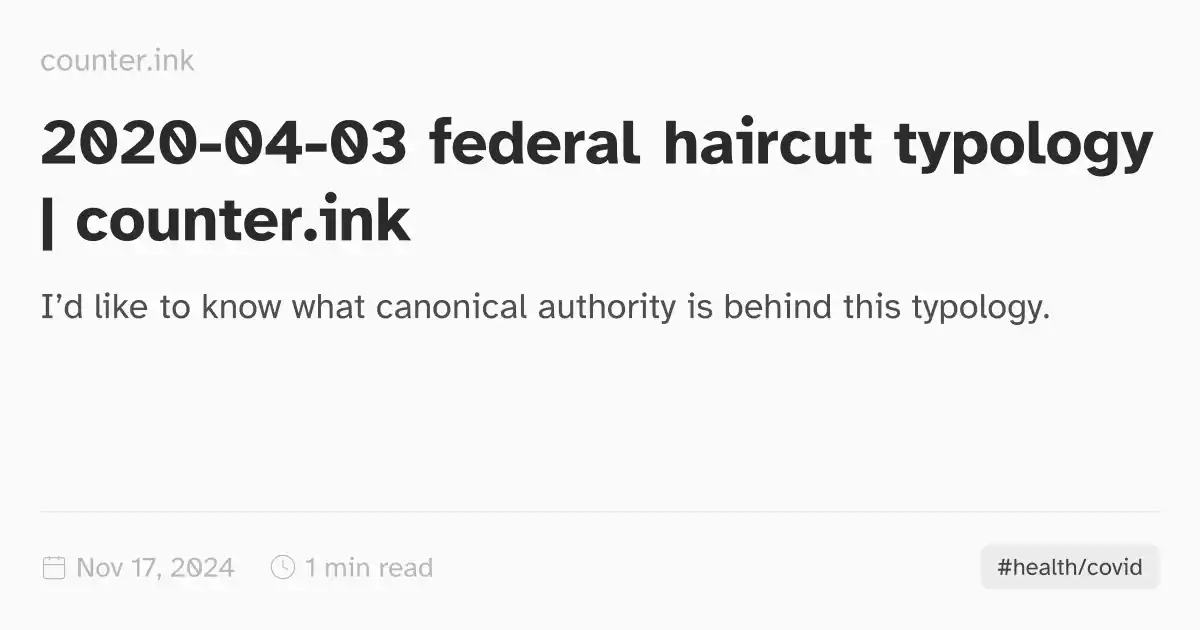 counter.ink
2020-04-03 federal haircut typology
| counter.ink
I’d like to know what canonical authority is behind this typology.
Nov 17, 2024
1 min read
#health/covid